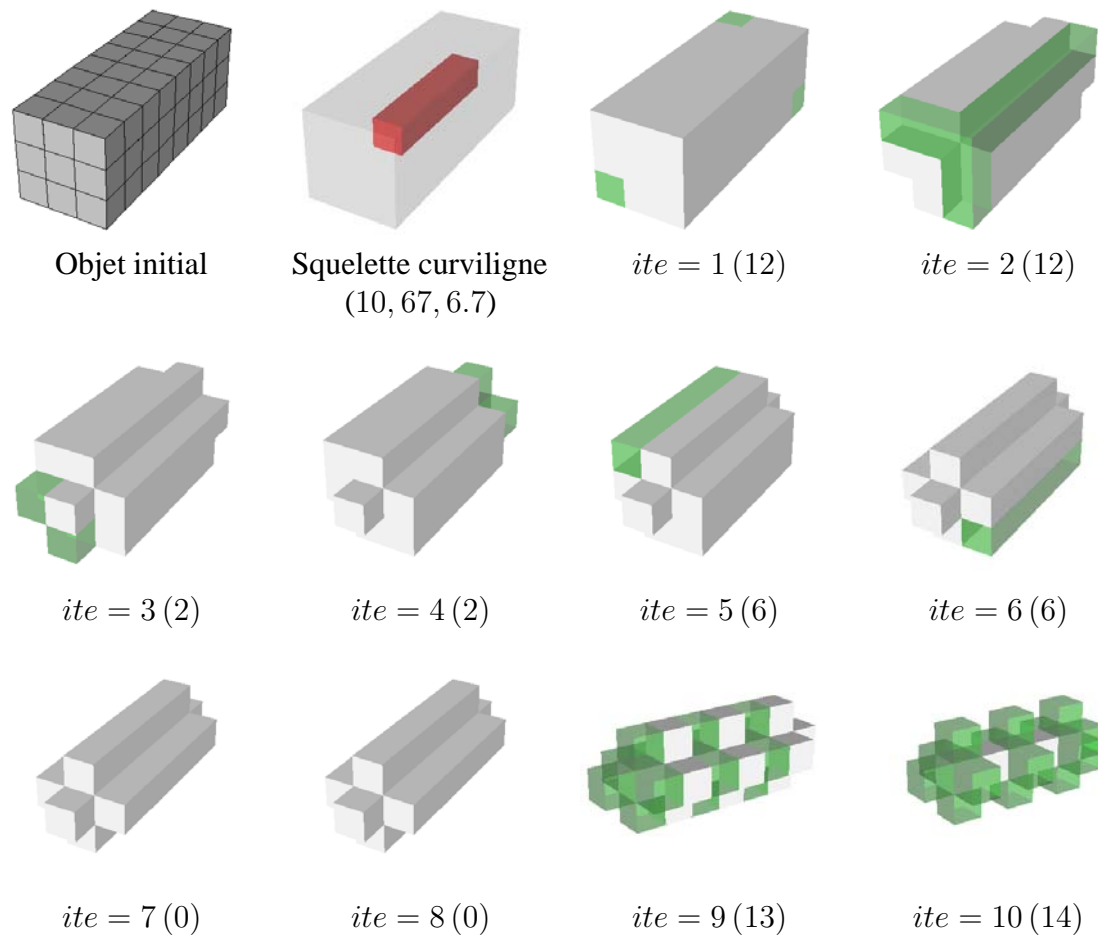 Objet initial
Squelette curviligne
(10, 67, 6.7)
ite = 1 (12)
ite = 2 (12)
ite = 3 (2)
ite = 4 (2)
ite = 5 (6)
ite = 6 (6)
ite = 7 (0)
ite = 8 (0)
ite = 9 (13)
ite = 10 (14)